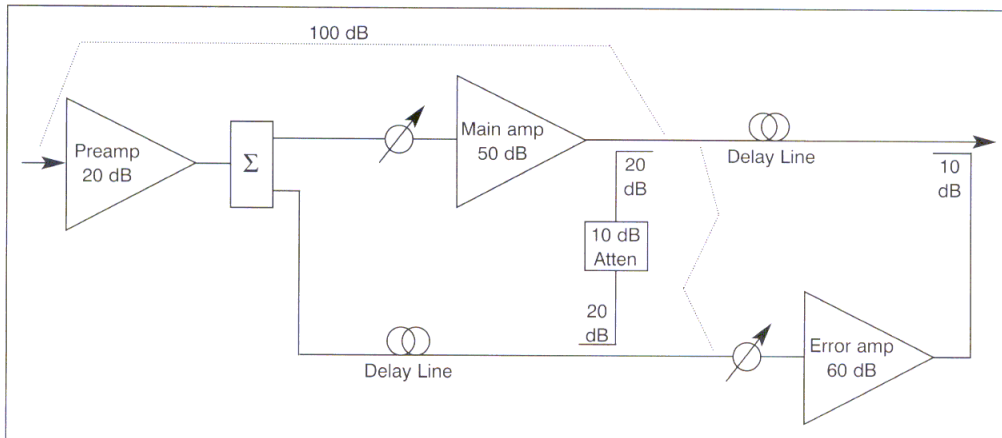 100 dB
Preamp
20 dB
Σ
Main amp
50 dB
Delay Line
20
dB
10
dB
10 dB
Atten
20
dB
Delay Line
Error amp
60 dB